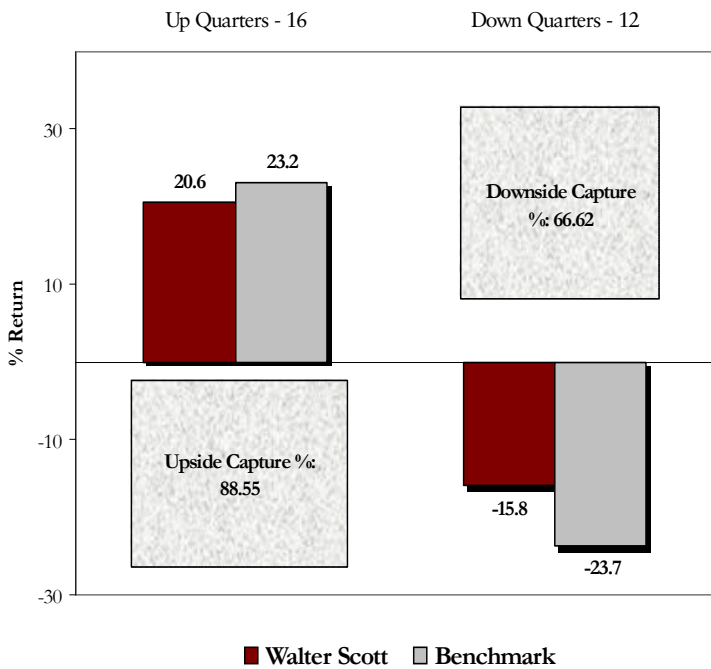 Up Quarters - 16
Down Quarters - 12
% Return
30
10
-10
-30
20.6
23.2
Downside Capture
%: 66.62
Upside Capture %:
88.55
-15.8
-23.7
Walter Scott
Benchmark